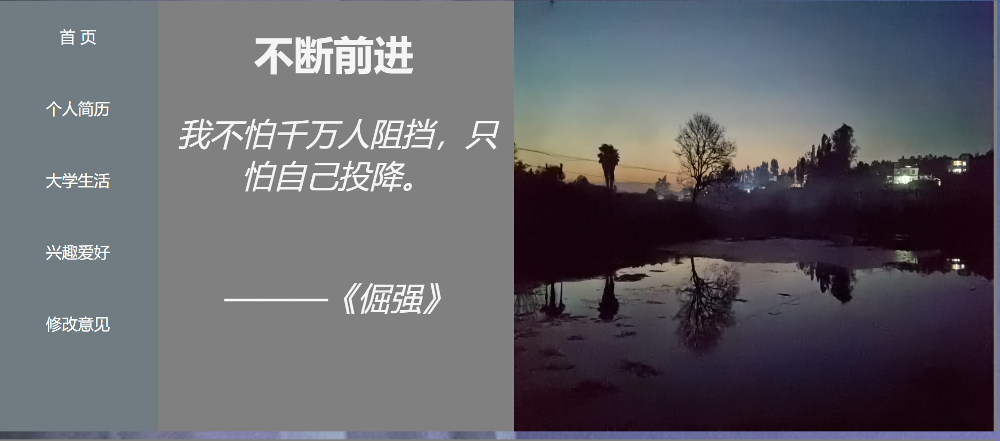 首 页
个人简历
大学生活
兴趣爱好
修改意见
不断前进
我不怕千万人阻挡，只
怕自己投降。
———《倔强》